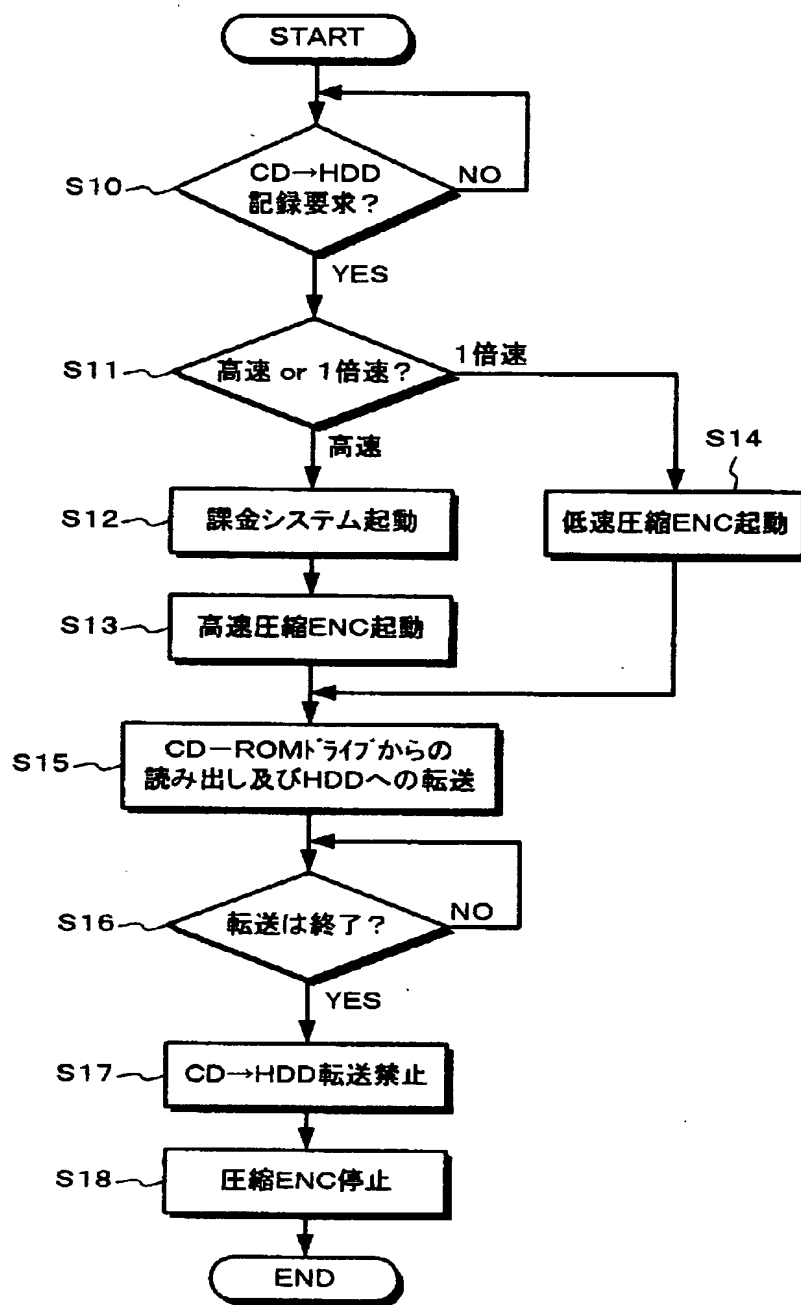 START
S10
CD→HDD
記録要求？
NO
YES
S11
高速 or 1倍速？
1倍速
高速
S14
S12
課金システム起動
低速圧縮ENC起動
S13
高速圧縮ENC起動
S15
CD－ROMﾄﾞﾗｲﾌﾞからの
読み出し及びHDDへの転送
S16
転送は終了？
NO
YES
S17
CD→HDD転送禁止
S18
圧縮ENC停止
END